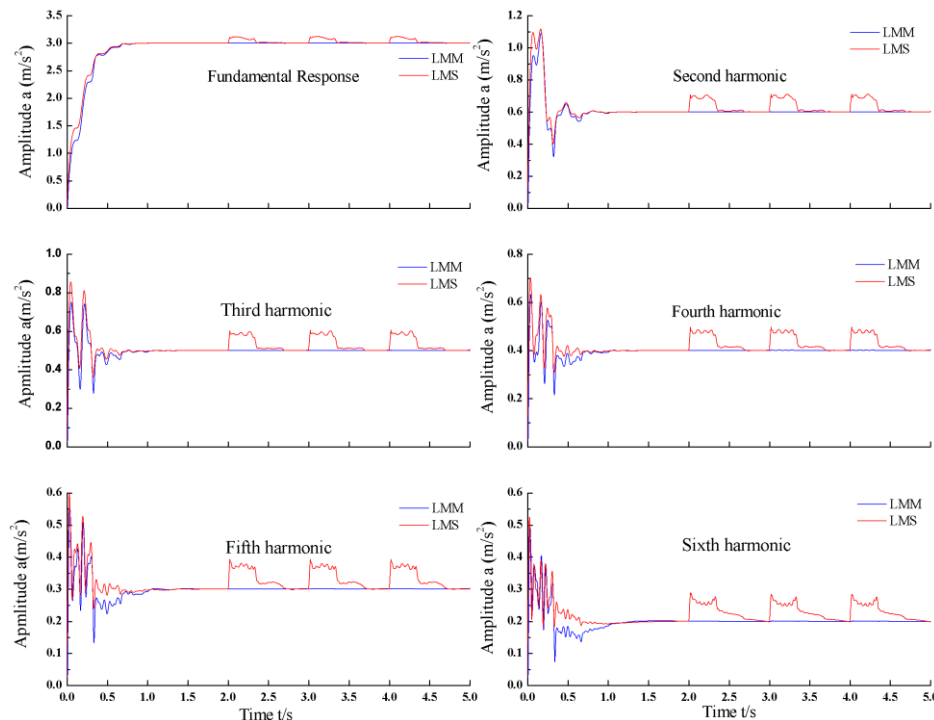 3.5
3.0
2.5
2.0
1.5
1.0
0.5
0.0
Amplitude a (m/s²)
Fundamental Response
LMM
LMS
1.2
1.0
0.8
0.6
0.4
0.2
0.0
Amplitude a (m/s²)
Second harmonic
LMM
LMS
1.0
0.8
0.6
0.4
0.2
0.0
Apmlitude a(m/s²)
Third harmonic
LMM
LMS
0.8
0.6
0.4
0.2
0.0
Amplitude a (m/s²)
Fourth harmonic
LMM
LMS
0.6
0.5
0.4
0.3
0.2
0.1
0.0
Apmlitude a(m/s²)
Fifth harmonic
LMM
LMS
0.0 0.5 1.0 1.5 2.0 2.5 3.0 3.5 4.0 4.5 5.0
Time t/s
0.6
0.5
0.4
0.3
0.2
0.1
0.0
Amplitude a (m/s²)
Sixth harmonic
LMM
LMS
0.0 0.5 1.0 1.5 2.0 2.5 3.0 3.5 4.0 4.5 5.0
Time t/s